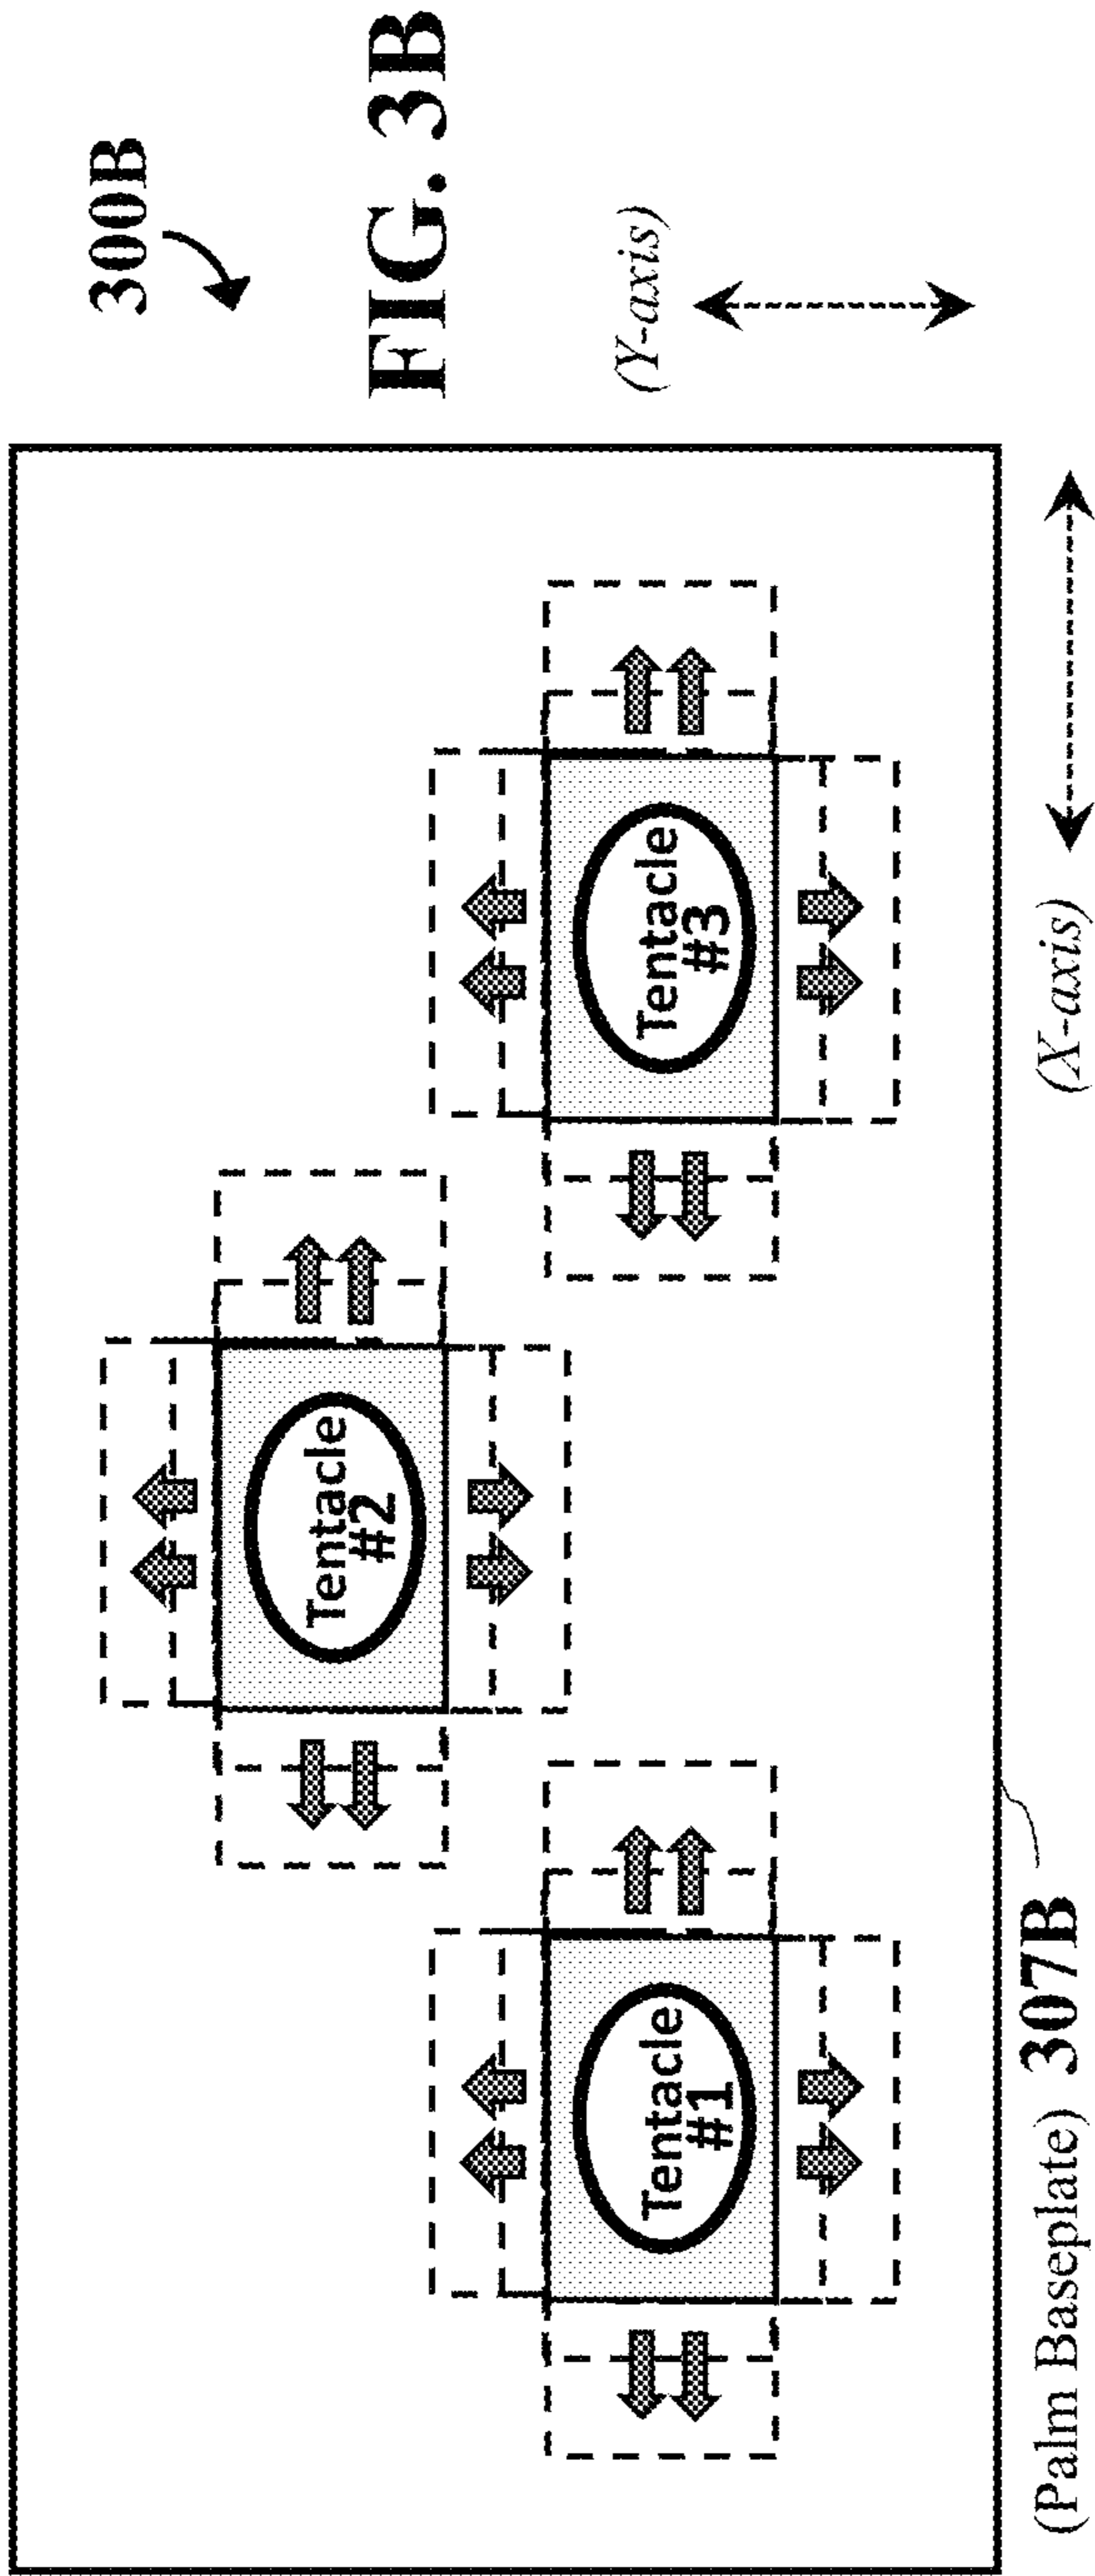 300B
FIG. 3B
(Y-axis)
Tentacle
#2
Tentacle
#1
Tentacle
#3
(Palm Baseplate) 307B
(X-axis)